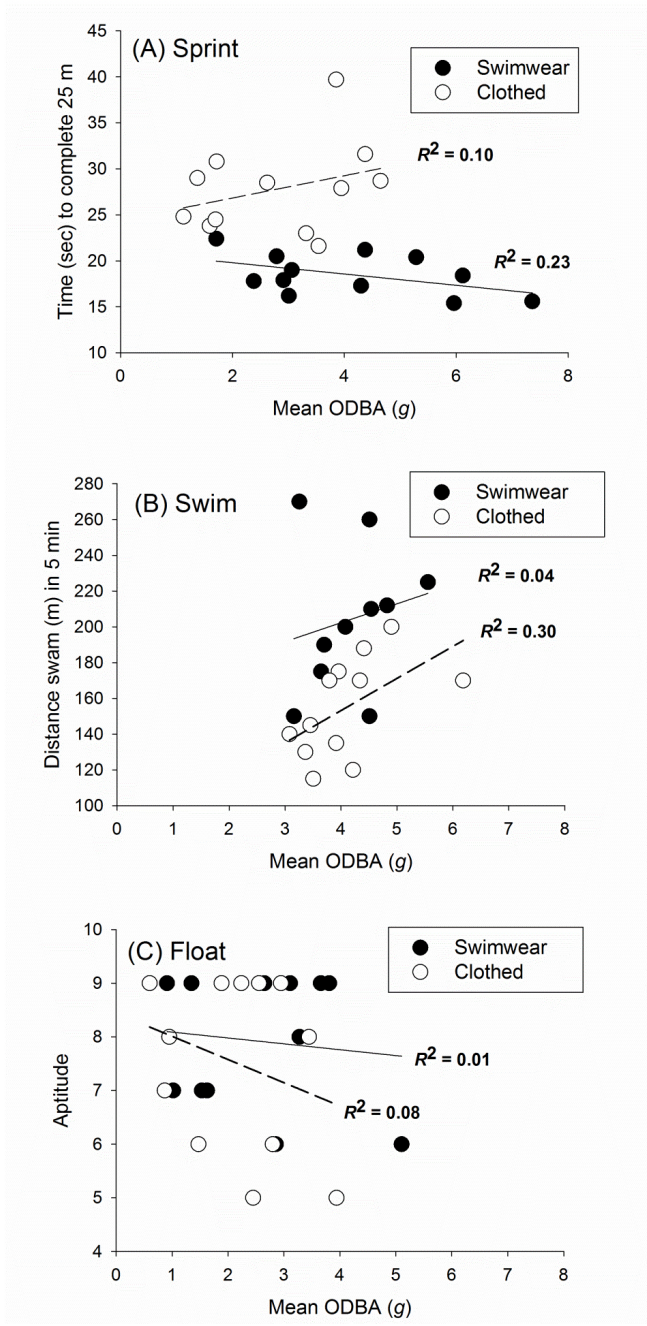 (A) Sprint
Swimwear
Clothed
R2 = 0.10
R2 = 0.23
Time (sec) to complete 25 m
45
40
35
30
25
20
15
10
0 2 4 6 8
Mean ODBA (g)
(B) Swim
Swimwear
Clothed
R2 = 0.04
R2 = 0.30
Distance swam (m) in 5 min
280
260
240
220
200
180
160
140
120
100
0 1 2 3 4 5 6 7 8
Mean ODBA (g)
(C) Float
Swimwear
Clothed
R2 = 0.01
R2 = 0.08
Aptitude
10
9
8
7
6
5
4
0 1 2 3 4 5 6 7 8
Mean ODBA (g)